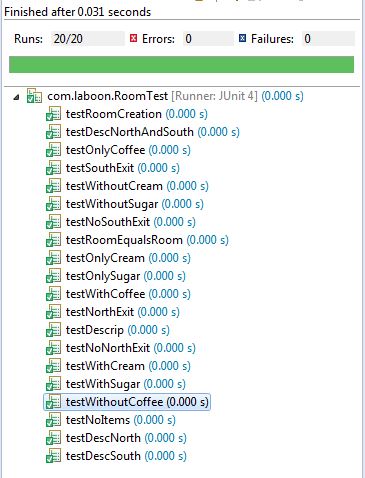 Finished after 0.031 seconds
Runs: 20/20 Errors: 0 Failures: 0
com.laboon.RoomTest [Runner: JUnit 4] (0.000 s)
testRoomCreation (0.000 s)
testDescNorthAndSouth (0.000 s)
testOnlyCoffee (0.000 s)
testSouthExit (0.000 s)
testWithoutCream (0.000 s)
testWithoutSugar (0.000 s)
testNoSouthExit (0.000 s)
testRoomEqualsRoom (0.000 s)
testOnlyCream (0.000 s)
testOnlySugar (0.000 s)
testWithCoffee (0.000 s)
testNorthExit (0.000 s)
testDescrip (0.000 s)
testNoNorthExit (0.000 s)
testWithCream (0.000 s)
testWithSugar (0.000 s)
testWithoutCoffee (0.000 s)
testNoItems (0.000 s)
testDescNorth (0.000 s)
testDescSouth (0.000 s)